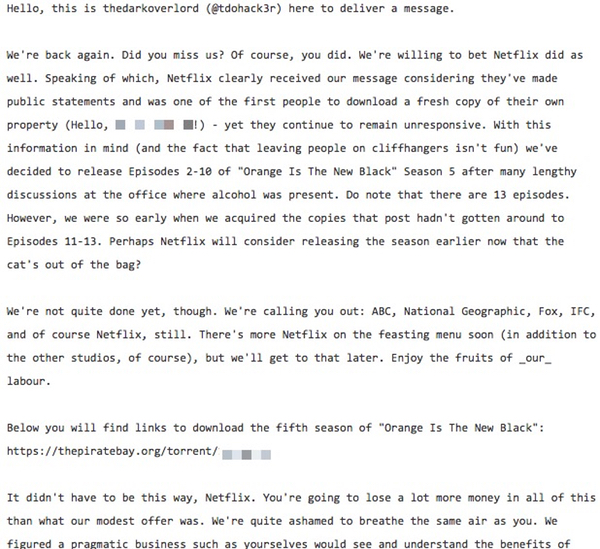 Hello, this is thedarkoverlord (@tdohack3r) here to deliver a message.
We're back again. Did you miss us? Of course, you did. We're willing to bet Netflix did as
well. Speaking of which, Netflix clearly received our message considering they've made
public statements and was one of the first people to download a fresh copy of their own
property (Hello, !) - yet they continue to remain unresponsive. With this
information in mind (and the fact that leaving people on cliffhangers isn't fun) we've
decided to release Episodes 2-10 of "Orange Is The New Black" Season 5 after many lengthy
discussions at the office where alcohol was present. Do note that there are 13 episodes.
However, we were so early when we acquired the copies that post hadn't gotten around to
Episodes 11-13. Perhaps Netflix will consider releasing the season earlier now that the
cat's out of the bag?
We're not quite done yet, though. We're calling you out: ABC, National Geographic, Fox, IFC,
and of course Netflix, still. There's more Netflix on the feasting menu soon (in addition to
the other studios, of course), but we'll get to that later. Enjoy the fruits of _our_
labour.
Below you will find links to download the fifth season of "Orange Is The New Black":
https://thepiratebay.org/torrent/
It didn't have to be this way, Netflix. You're going to lose a lot more money in all of this
than what our modest offer was. We're quite ashamed to breathe the same air as you. We
figured a pragmatic business such as yourselves would see and understand the benefits of